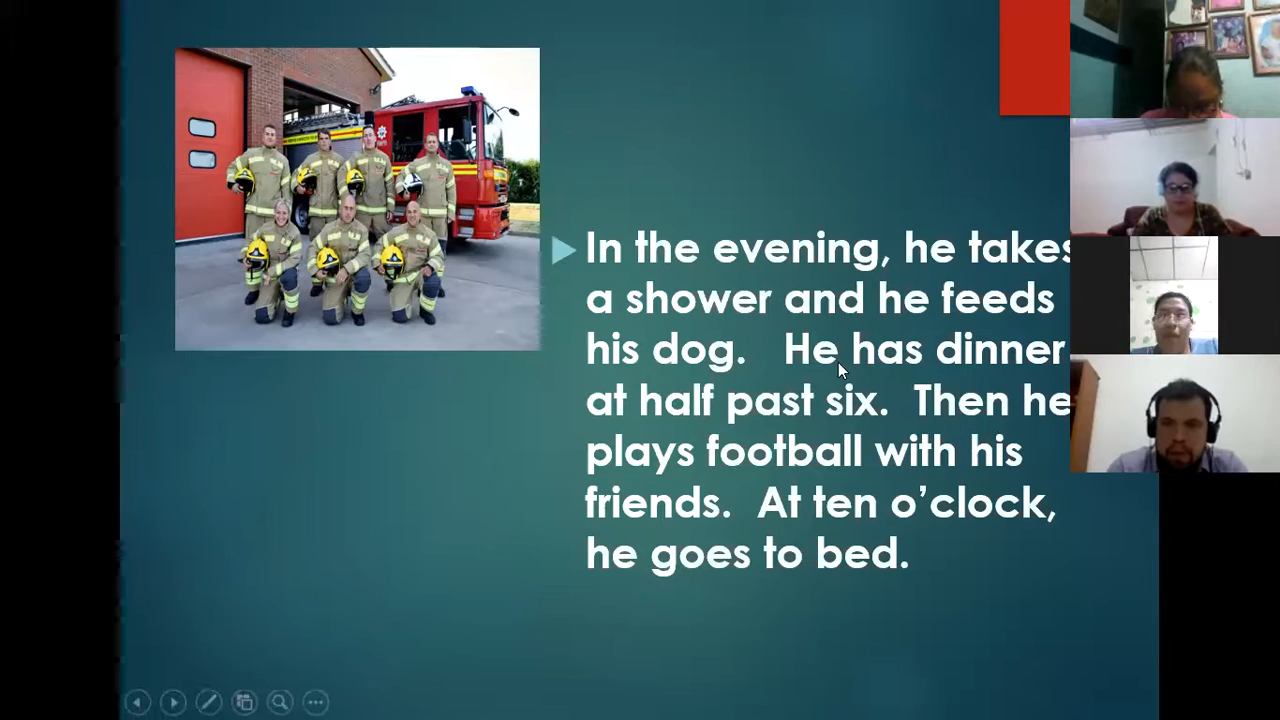 In the evening, he takes
a shower and he feeds
his dog. He has dinner
at half past six. Then he
plays football with his
friends. At ten o’clock,
he goes to bed.